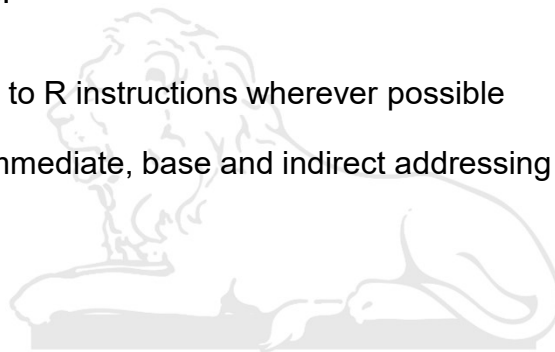 to R instructions wherever possible
mmediate, base and indirect addressing